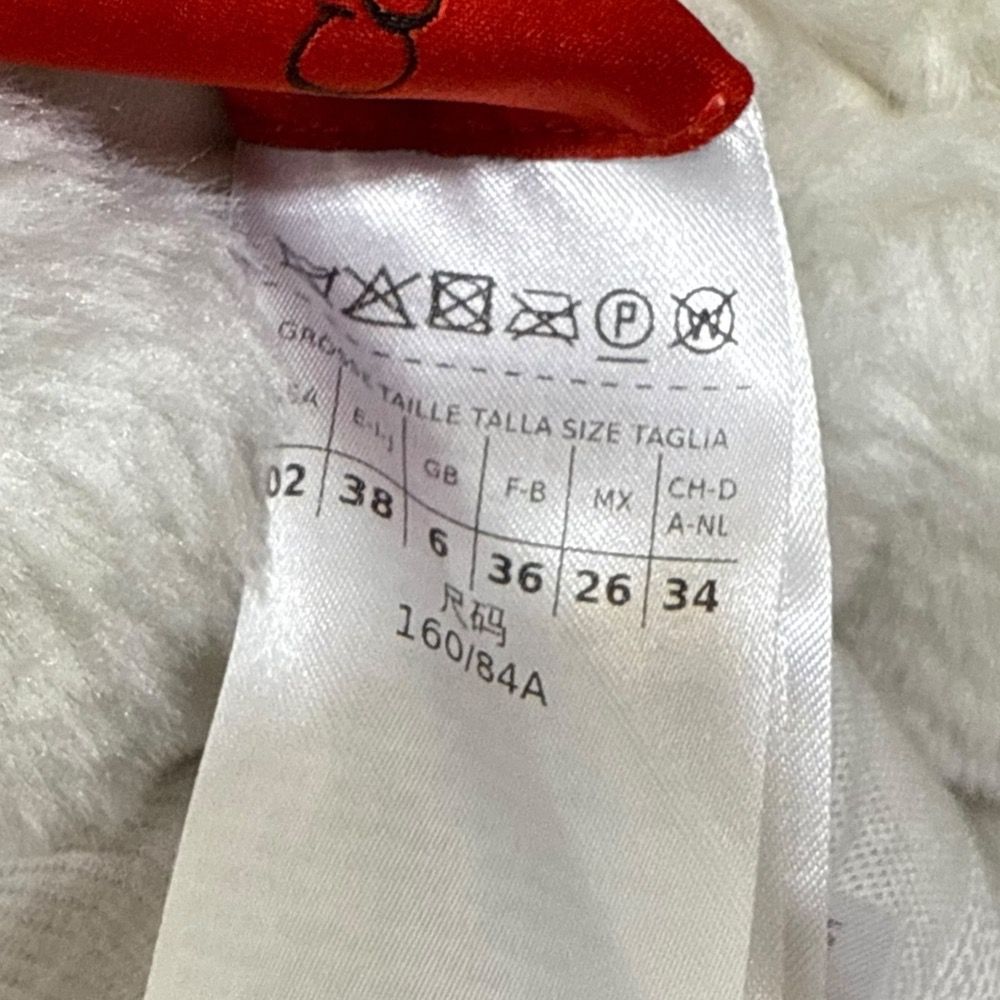 P W
TAILLE TALLA SIZE TAGLIA
GB F-B MX CH-D
A-NL
02 38 6 36 26 34
尺码
160/84A